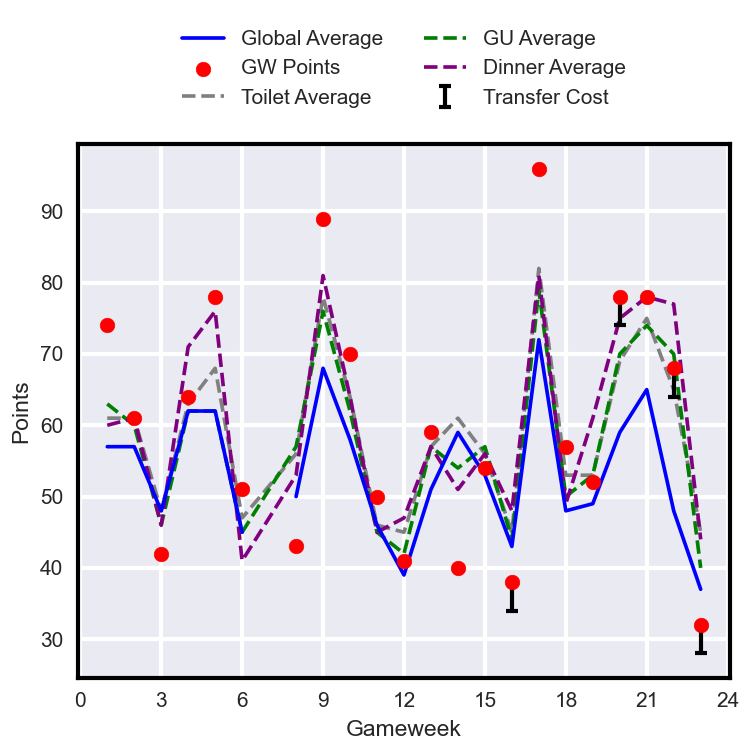 Global Average
GW Points
Toilet Average
GU Average
Dinner Average
Transfer Cost
Points
90
80
70
60
50
40
30
0 3 6 9 12 15 18 21 24
Gameweek